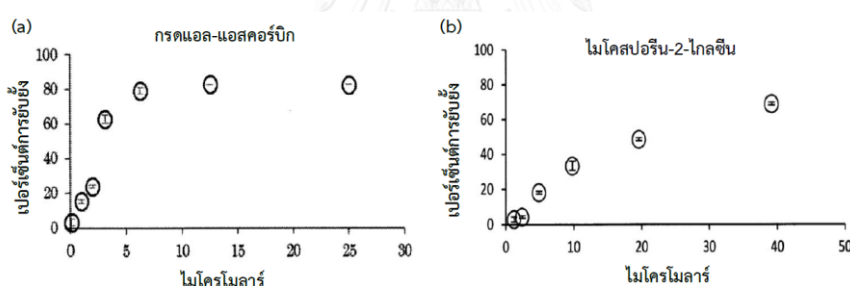 (a)
กรดแอล-แอสคอร์บิก
เปอร์เซ็นต์การยับยั้ง
100
80
60
40
20
0
0 5 10 15 20 25 30
ไมโครโมลาร์
(b)
ไมโคสปอรีน-2-ไกลซีน
เปอร์เซ็นต์การยับยั้ง
100
80
60
40
20
0
0 10 20 30 40 50
ไมโครโมลาร์